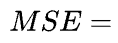 MSE =